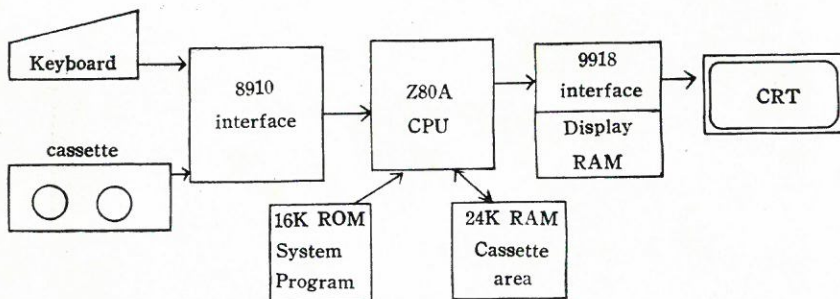 Keyboard
cassette
8910
interface
Z80A
CPU
9918
interface
Display
RAM
CRT
16K ROM
System
Program
24K RAM
Cassette
area